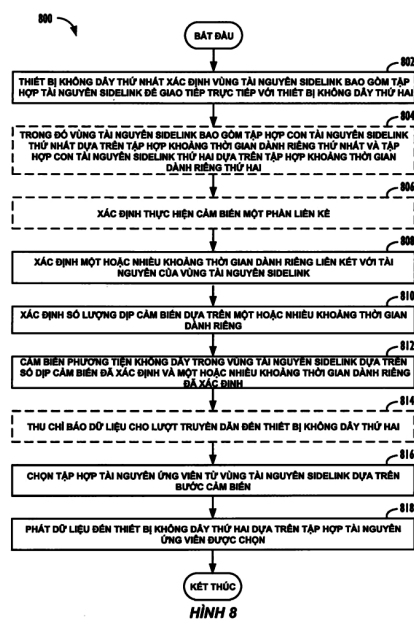 800
BẮT ĐẦU
802
THIẾT BỊ KHÔNG DÂY THỨ NHẤT XÁC ĐỊNH VÙNG TÀI NGUYÊN SIDELINK BAO GỒM TẬP
HỢP TÀI NGUYÊN SIDELINK ĐỂ GIAO TIẾP TRỰC TIẾP VỚI THIẾT BỊ KHÔNG DÂY THỨ HAI
804
TRONG ĐÓ VÙNG TÀI NGUYÊN SIDELINK BAO GỒM TẬP HỢP CON TÀI NGUYÊN SIDELINK
THỨ NHẤT DỰA TRÊN TẬP HỢP KHOẢNG THỜI GIAN DÀNH RIÊNG THỨ NHẤT VÀ TẬP
HỢP CON TÀI NGUYÊN SIDELINK THỨ HAI DỰA TRÊN TẬP HỢP KHOẢNG THỜI GIAN
DÀNH RIÊNG THỨ HAI
806
XÁC ĐỊNH THỰC HIỆN CẢM BIẾN MỘT PHẦN LIÊN KẾ
808
XÁC ĐỊNH MỘT HOẶC NHIỀU KHOẢNG THỜI GIAN DÀNH RIÊNG LIÊN KẾT VỚI TÀI
NGUYÊN CỦA VÙNG TÀI NGUYÊN SIDELINK
810
XÁC ĐỊNH SỐ LƯỢNG DỊP CẢM BIẾN DỰA TRÊN MỘT HOẶC NHIỀU KHOẢNG THỜI GIAN
DÀNH RIÊNG
812
CẢM BIẾN PHƯƠNG TIỆN KHÔNG DÂY TRONG VÙNG TÀI NGUYÊN SIDELINK DỰA TRÊN
SỐ DỊP CẢM BIẾN ĐÃ XÁC ĐỊNH VÀ MỘT HOẶC NHIỀU KHOẢNG THỜI GIAN DÀNH RIÊNG
ĐÃ XÁC ĐỊNH
814
THU CHỈ BÁO DỮ LIỆU CHO LƯỢT TRUYỀN DẪN ĐẾN THIẾT BỊ KHÔNG DÂY THỨ HAI
816
CHỌN TẬP HỢP TÀI NGUYÊN ỨNG VIÊN TỪ VÙNG TÀI NGUYÊN SIDELINK DỰA TRÊN
BƯỚC CẢM BIẾN
818
PHÁT DỮ LIỆU ĐẾN THIẾT BỊ KHÔNG DÂY THỨ HAI DỰA TRÊN TẬP HỢP TÀI NGUYÊN
ỨNG VIÊN ĐƯỢC CHỌN
KẾT THÚC
HÌNH 8